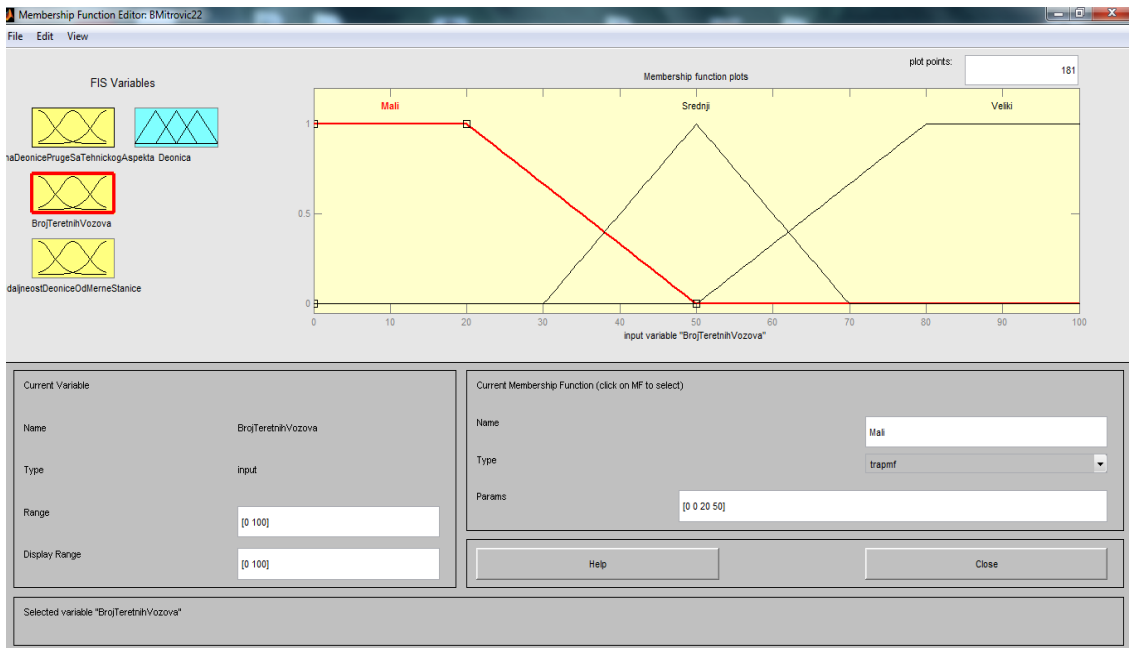 Membership Function Editor: BMitrovic22
File Edit View
FIS Variables
plot points:
181
Membership function plots
naDeonicePrugeSaTehnickogAspekta Deonica
BrojTeretnihVozova
daljneostDeoniceOdMerneStanice
Mali Srednji Veliki
1
0.5
0
0 10 20 30 40 50 60 70 80 90 100
input variable "BrojTeretnihVozova"
Current Variable
Name BrojTeretnihVozova
Type input
Range [0 100]
Display Range [0 100]
Current Membership Function (click on MF to select)
Name Mali
Type trapmf
Params [0 0 20 50]
Help Close
Selected variable "BrojTeretnihVozova"